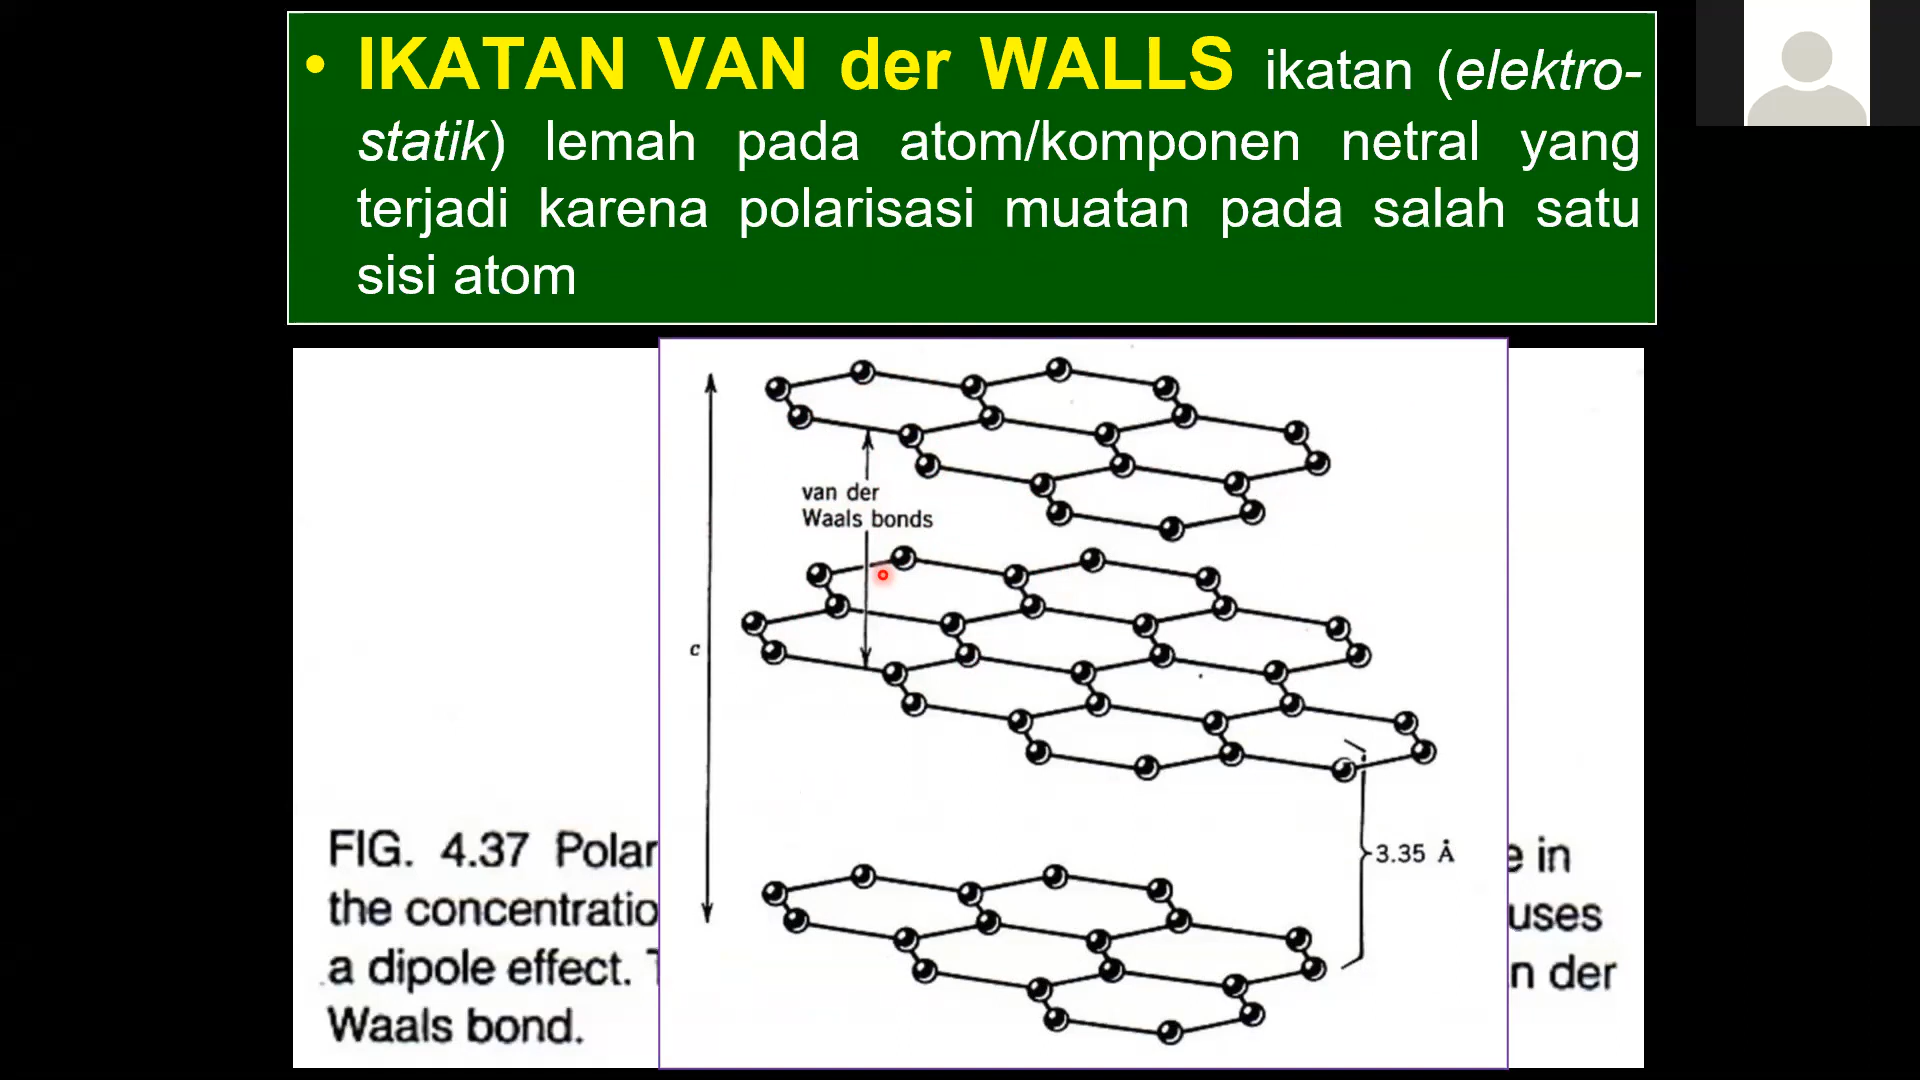 • IKATAN VAN der WALLS ikatan (elektro-
statik) lemah pada atom/komponen netral yang
terjadi karena polarisasi muatan pada salah satu
sisi atom
van der
Waals bonds
c
3.35 Å
FIG. 4.37 Polar
e in
the concentratio
uses
a dipole effect.
n der
Waals bond.